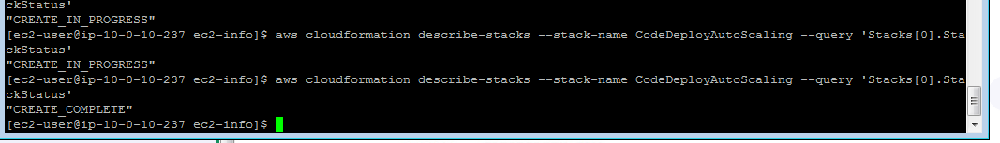 ckStatus'
"CREATE_IN_PROGRESS"
[ec2-user@ip-10-0-10-237 ec2-info]$ aws cloudformation describe-stacks --stack-name CodeDeployAutoScaling --query 'Stacks[0].Sta
ckStatus'
"CREATE_IN_PROGRESS"
[ec2-user@ip-10-0-10-237 ec2-info]$ aws cloudformation describe-stacks --stack-name CodeDeployAutoScaling --query 'Stacks[0].Sta
ckStatus'
"CREATE_COMPLETE"
[ec2-user@ip-10-0-10-237 ec2-info]$